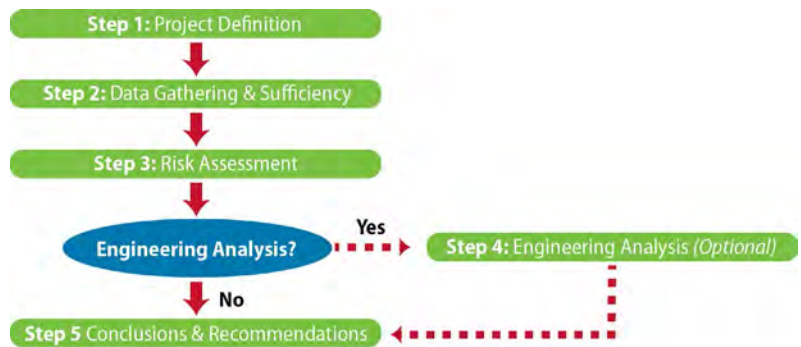 Step 1: Project Definition
Step 2: Data Gathering & Sufficiency
Step 3: Risk Assessment
Yes
Engineering Analysis?
Step 4: Engineering Analysis (Optional)
No
Step 5 Conclusions & Recommendations